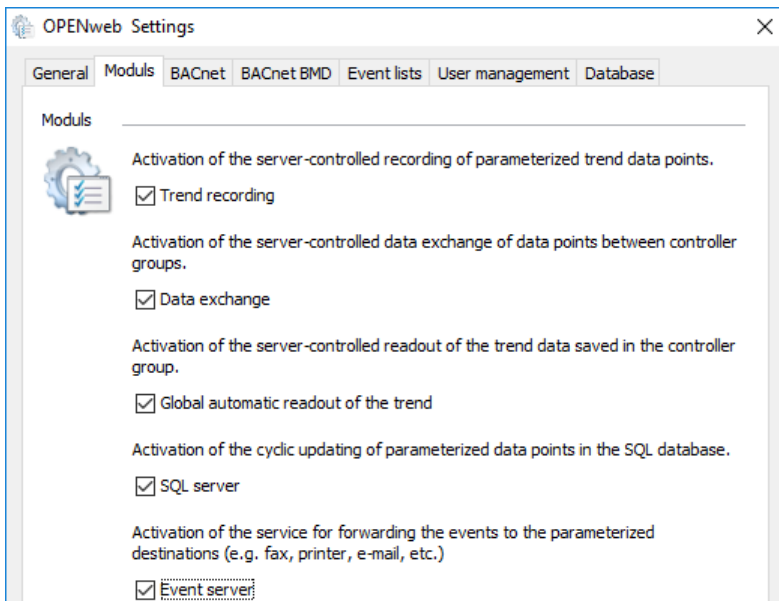 OPENweb Settings
General Moduls BACnet BACnet BMD Event lists User management Database
Moduls
Activation of the server-controlled recording of parameterized trend data points.
Trend recording
Activation of the server-controlled data exchange of data points between controller
groups.
Data exchange
Activation of the server-controlled readout of the trend data saved in the controller
group.
Global automatic readout of the trend
Activation of the cyclic updating of parameterized data points in the SQL database.
SQL server
Activation of the service for forwarding the events to the parameterized
destinations (e.g. fax, printer, e-mail, etc.)
Event server